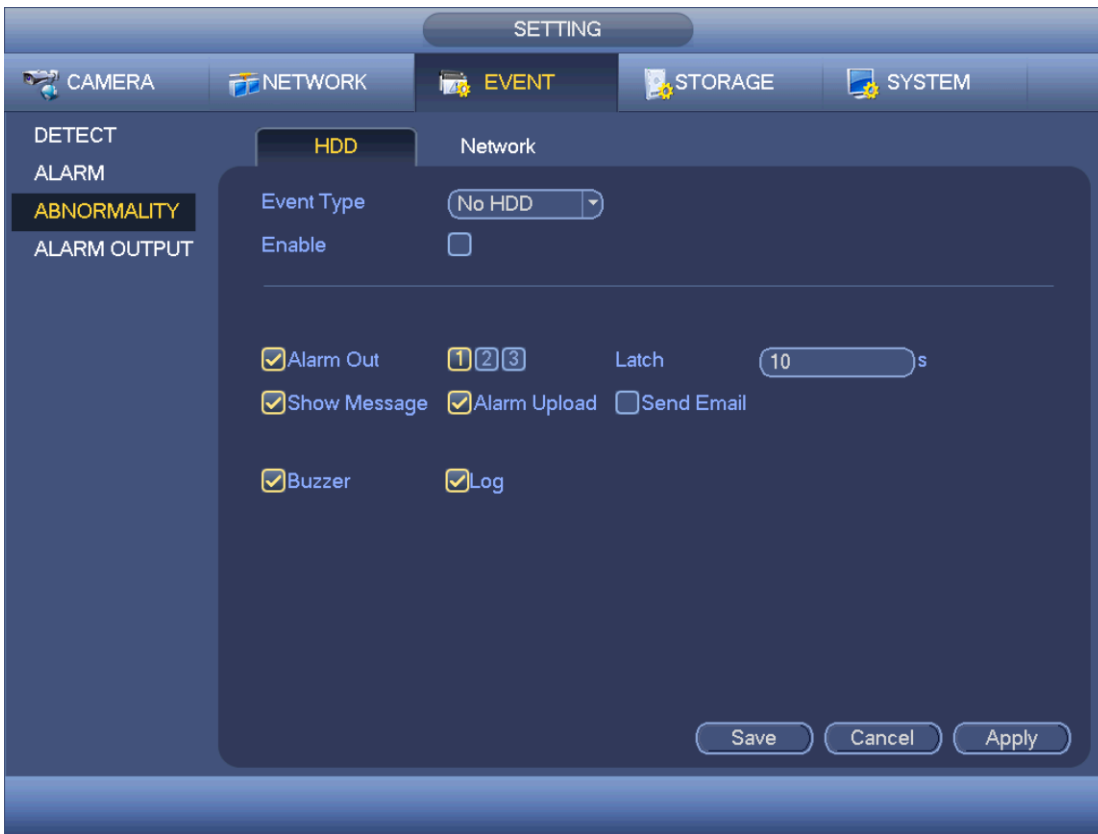 SETTING
CAMERA NETWORK EVENT STORAGE SYSTEM
DETECT
ALARM
ABNORMALITY
ALARM OUTPUT
HDD Network
Event Type No HDD
Enable
Alarm Out 1 2 3 Latch 10 s
Show Message Alarm Upload Send Email
Buzzer Log
Save Cancel Apply